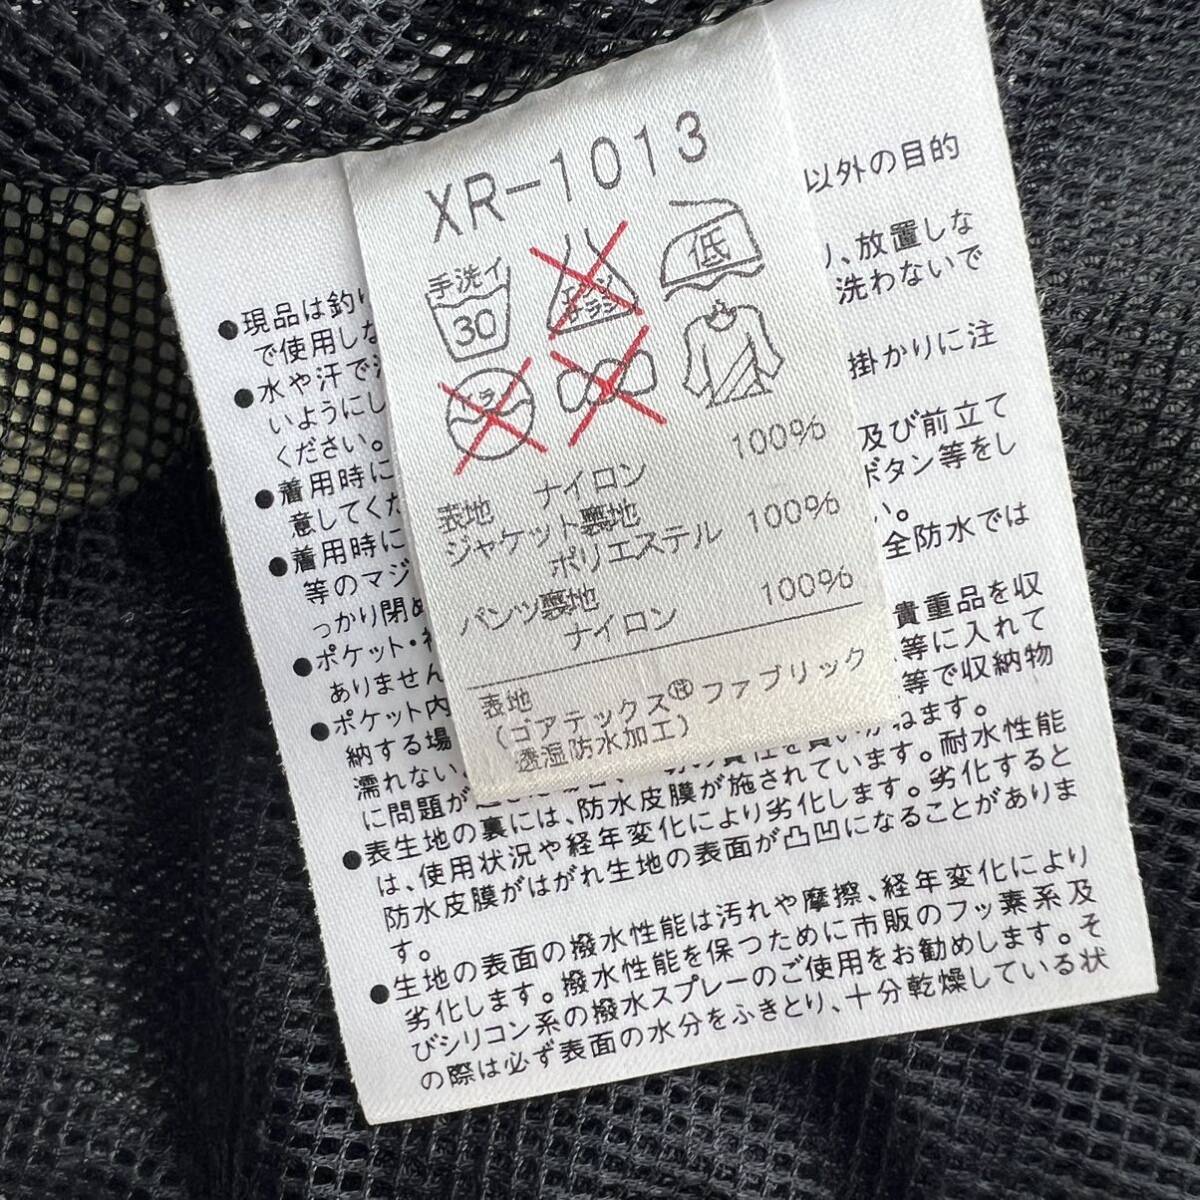 XR-1013
手洗イ
30
低
表地 ナイロン 100%
ジャケット裏地
ポリエステル 100%
パンツ裏地
ナイロン 100%
表地
(ゴアテックス®ファブリック
透湿防水加工)
●現品は釣り 以外の目的
で使用しな
●水や汗で り、放置しな
いようにし 洗わないで
ください。
●着用時に 掛かりに注
意してくだ
●着用時に 及び前立て
等のマジ ボタン等をし
っかり閉め い。
●ポケット・ 全防水では
ありません
●ポケット内 貴重品を収
納する場 等に入れて
濡れない 等で収納物
に問題が ねます。
●表生地の裏には、防水皮膜が施されています。耐水性能
は、使用状況や経年変化により劣化します。劣化すると
防水皮膜がはがれ生地の表面が凸凹になることがありま
す。
●生地の表面の撥水性能は汚れや摩擦、経年変化により
劣化します。撥水性能を保つために市販のフッ素系及
びシリコン系の撥水スプレーのご使用をお勧めします。そ
の際は必ず表面の水分をふきとり、十分乾燥している状